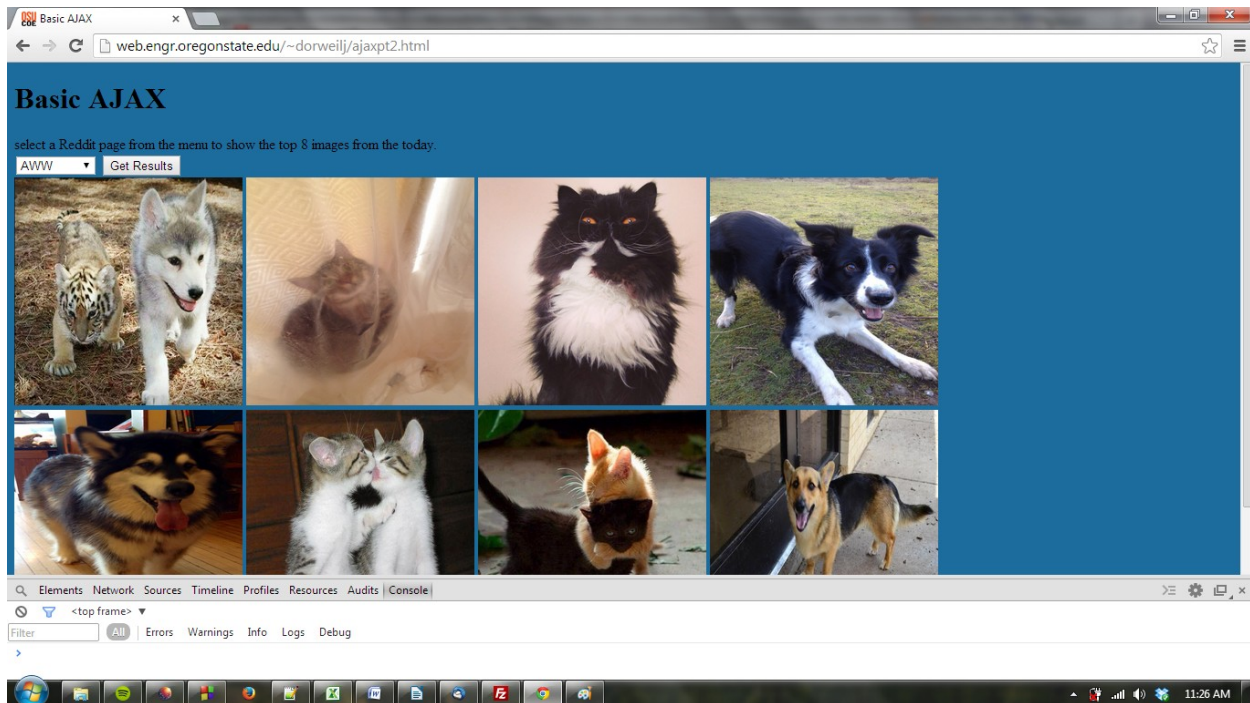 OSU COE Basic AJAX
web.engr.oregonstate.edu/~dorweilj/ajaxpt2.html
Basic AJAX
select a Reddit page from the menu to show the top 8 images from the today.
AWW Get Results
Elements Network Sources Timeline Profiles Resources Audits Console
<top frame>
Filter All Errors Warnings Info Logs Debug
11:26 AM